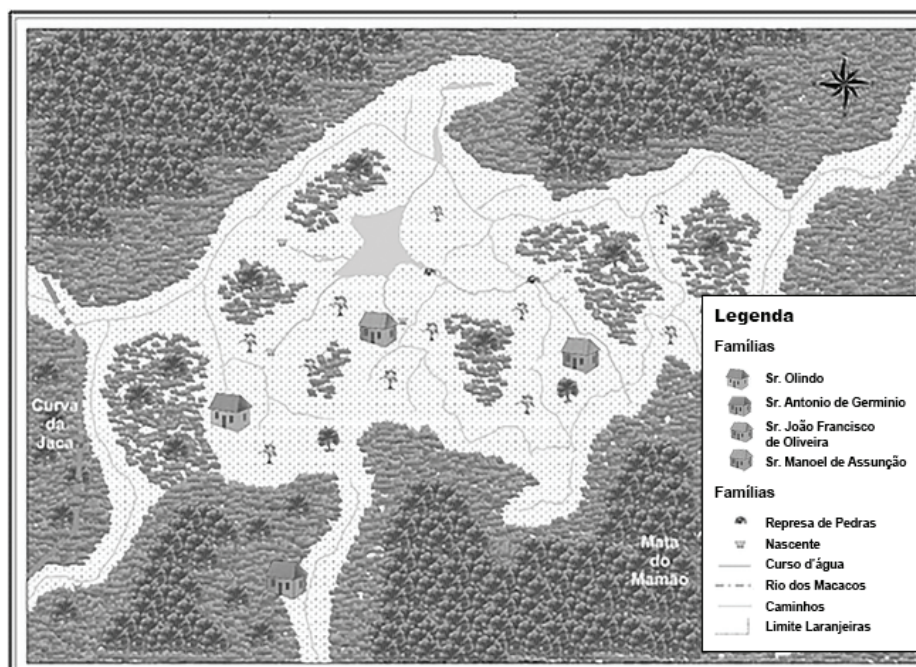 Curva
da
Jaca
Mata
do
Mamão
Legenda
Famílias
Sr. Olindo
Sr. Antonio de Germinio
Sr. João Francisco
de Oliveira
Sr. Manoel de Assunção
Famílias
Represa de Pedras
Nascente
Curso d'água
Rio dos Macacos
Caminhos
Limite Laranjeiras